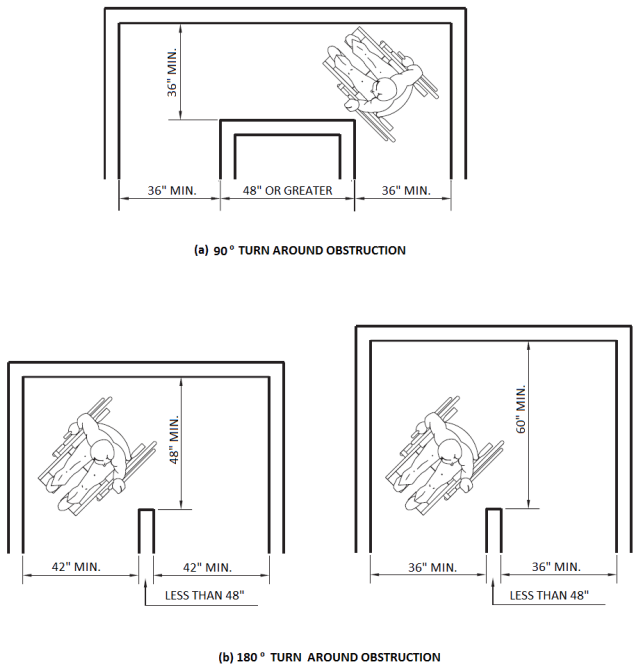 36" MIN.
36" MIN.
48" OR GREATER
36" MIN.
(a) 90° TURN AROUND OBSTRUCTION
48" MIN.
42" MIN.
42" MIN.
LESS THAN 48"
60" MIN.
36" MIN.
36" MIN.
LESS THAN 48"
(b) 180° TURN AROUND OBSTRUCTION